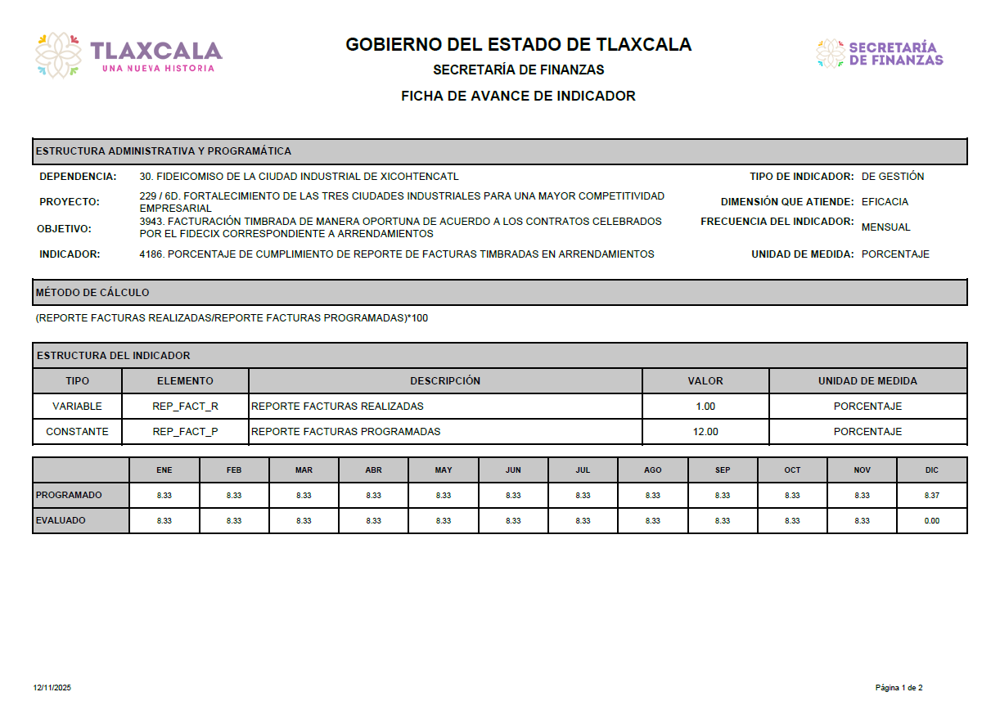 TLAXCALA
UNA NUEVA HISTORIA
GOBIERNO DEL ESTADO DE TLAXCALA
SECRETARÍA DE FINANZAS
FICHA DE AVANCE DE INDICADOR
SECRETARÍA
DE FINANZAS
ESTRUCTURA ADMINISTRATIVA Y PROGRAMÁTICA
DEPENDENCIA: 30. FIDEICOMISO DE LA CIUDAD INDUSTRIAL DE XICOHTENCATL TIPO DE INDICADOR: DE GESTIÓN
PROYECTO: 229 / 6D. FORTALECIMIENTO DE LAS TRES CIUDADES INDUSTRIALES PARA UNA MAYOR COMPETITIVIDAD
EMPRESARIAL DIMENSIÓN QUE ATIENDE: EFICACIA
OBJETIVO: 3943. FACTURACIÓN TIMBRADA DE MANERA OPORTUNA DE ACUERDO A LOS CONTRATOS CELEBRADOS
POR EL FIDECIX CORRESPONDIENTE A ARRENDAMIENTOS FRECUENCIA DEL INDICADOR: MENSUAL
INDICADOR: 4186. PORCENTAJE DE CUMPLIMIENTO DE REPORTE DE FACTURAS TIMBRADAS EN ARRENDAMIENTOS UNIDAD DE MEDIDA: PORCENTAJE
MÉTODO DE CÁLCULO
(REPORTE FACTURAS REALIZADAS/REPORTE FACTURAS PROGRAMADAS)*100
ESTRUCTURA DEL INDICADOR
TIPO ELEMENTO DESCRIPCIÓN VALOR UNIDAD DE MEDIDA
VARIABLE REP_FACT_R REPORTE FACTURAS REALIZADAS 1.00 PORCENTAJE
CONSTANTE REP_FACT_P REPORTE FACTURAS PROGRAMADAS 12.00 PORCENTAJE
ENE FEB MAR ABR MAY JUN JUL AGO SEP OCT NOV DIC
PROGRAMADO 8.33 8.33 8.33 8.33 8.33 8.33 8.33 8.33 8.33 8.33 8.33 8.37
EVALUADO 8.33 8.33 8.33 8.33 8.33 8.33 8.33 8.33 8.33 8.33 8.33 0.00
12/11/2025 Página 1 de 2